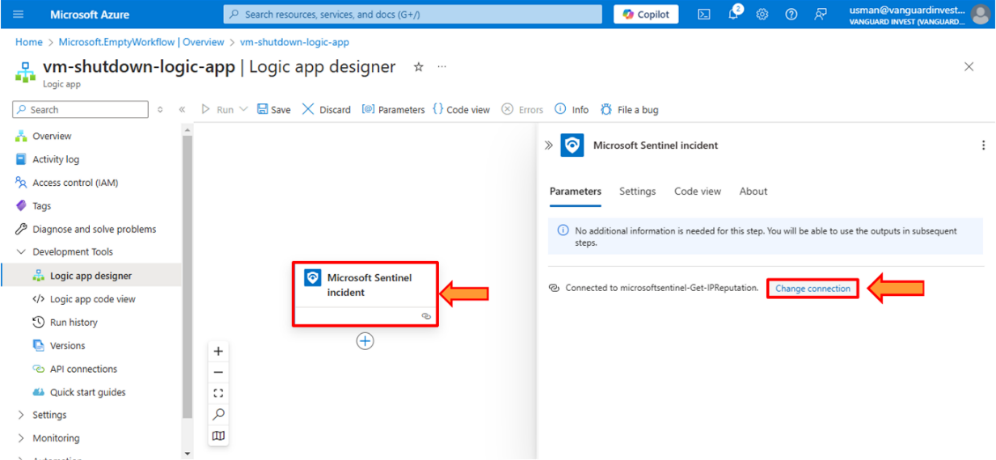 Microsoft Azure
Search resources, services, and docs (G+/)
Copilot
2
usman@vanguardinvest...
VANGUARD INVEST (VANGUARD...
Home > Microsoft.EmptyWorkflow | Overview > vm-shutdown-logic-app
vm-shutdown-logic-app | Logic app designer
Logic app
Search
Run
Save
Discard
Parameters
Code view
Errors
Info
File a bug
Overview
Activity log
Access control (IAM)
Tags
Diagnose and solve problems
Development Tools
Logic app designer
Logic app code view
Run history
Versions
API connections
Quick start guides
Settings
Monitoring
Automation
Microsoft Sentinel
incident
Microsoft Sentinel incident
Parameters
Settings
Code view
About
No additional information is needed for this step. You will be able to use the outputs in subsequent
steps.
Connected to microsoftsentinel-Get-IPReputation. Change connection